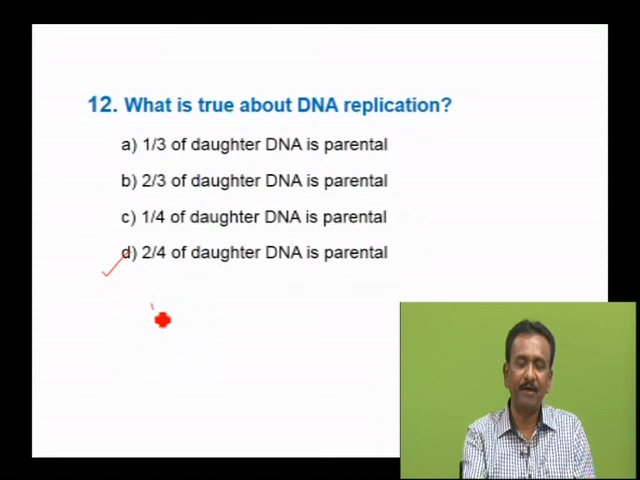 12. What is true about DNA replication?
a) 1/3 of daughter DNA is parental
b) 2/3 of daughter DNA is parental
c) 1/4 of daughter DNA is parental
d) 2/4 of daughter DNA is parental